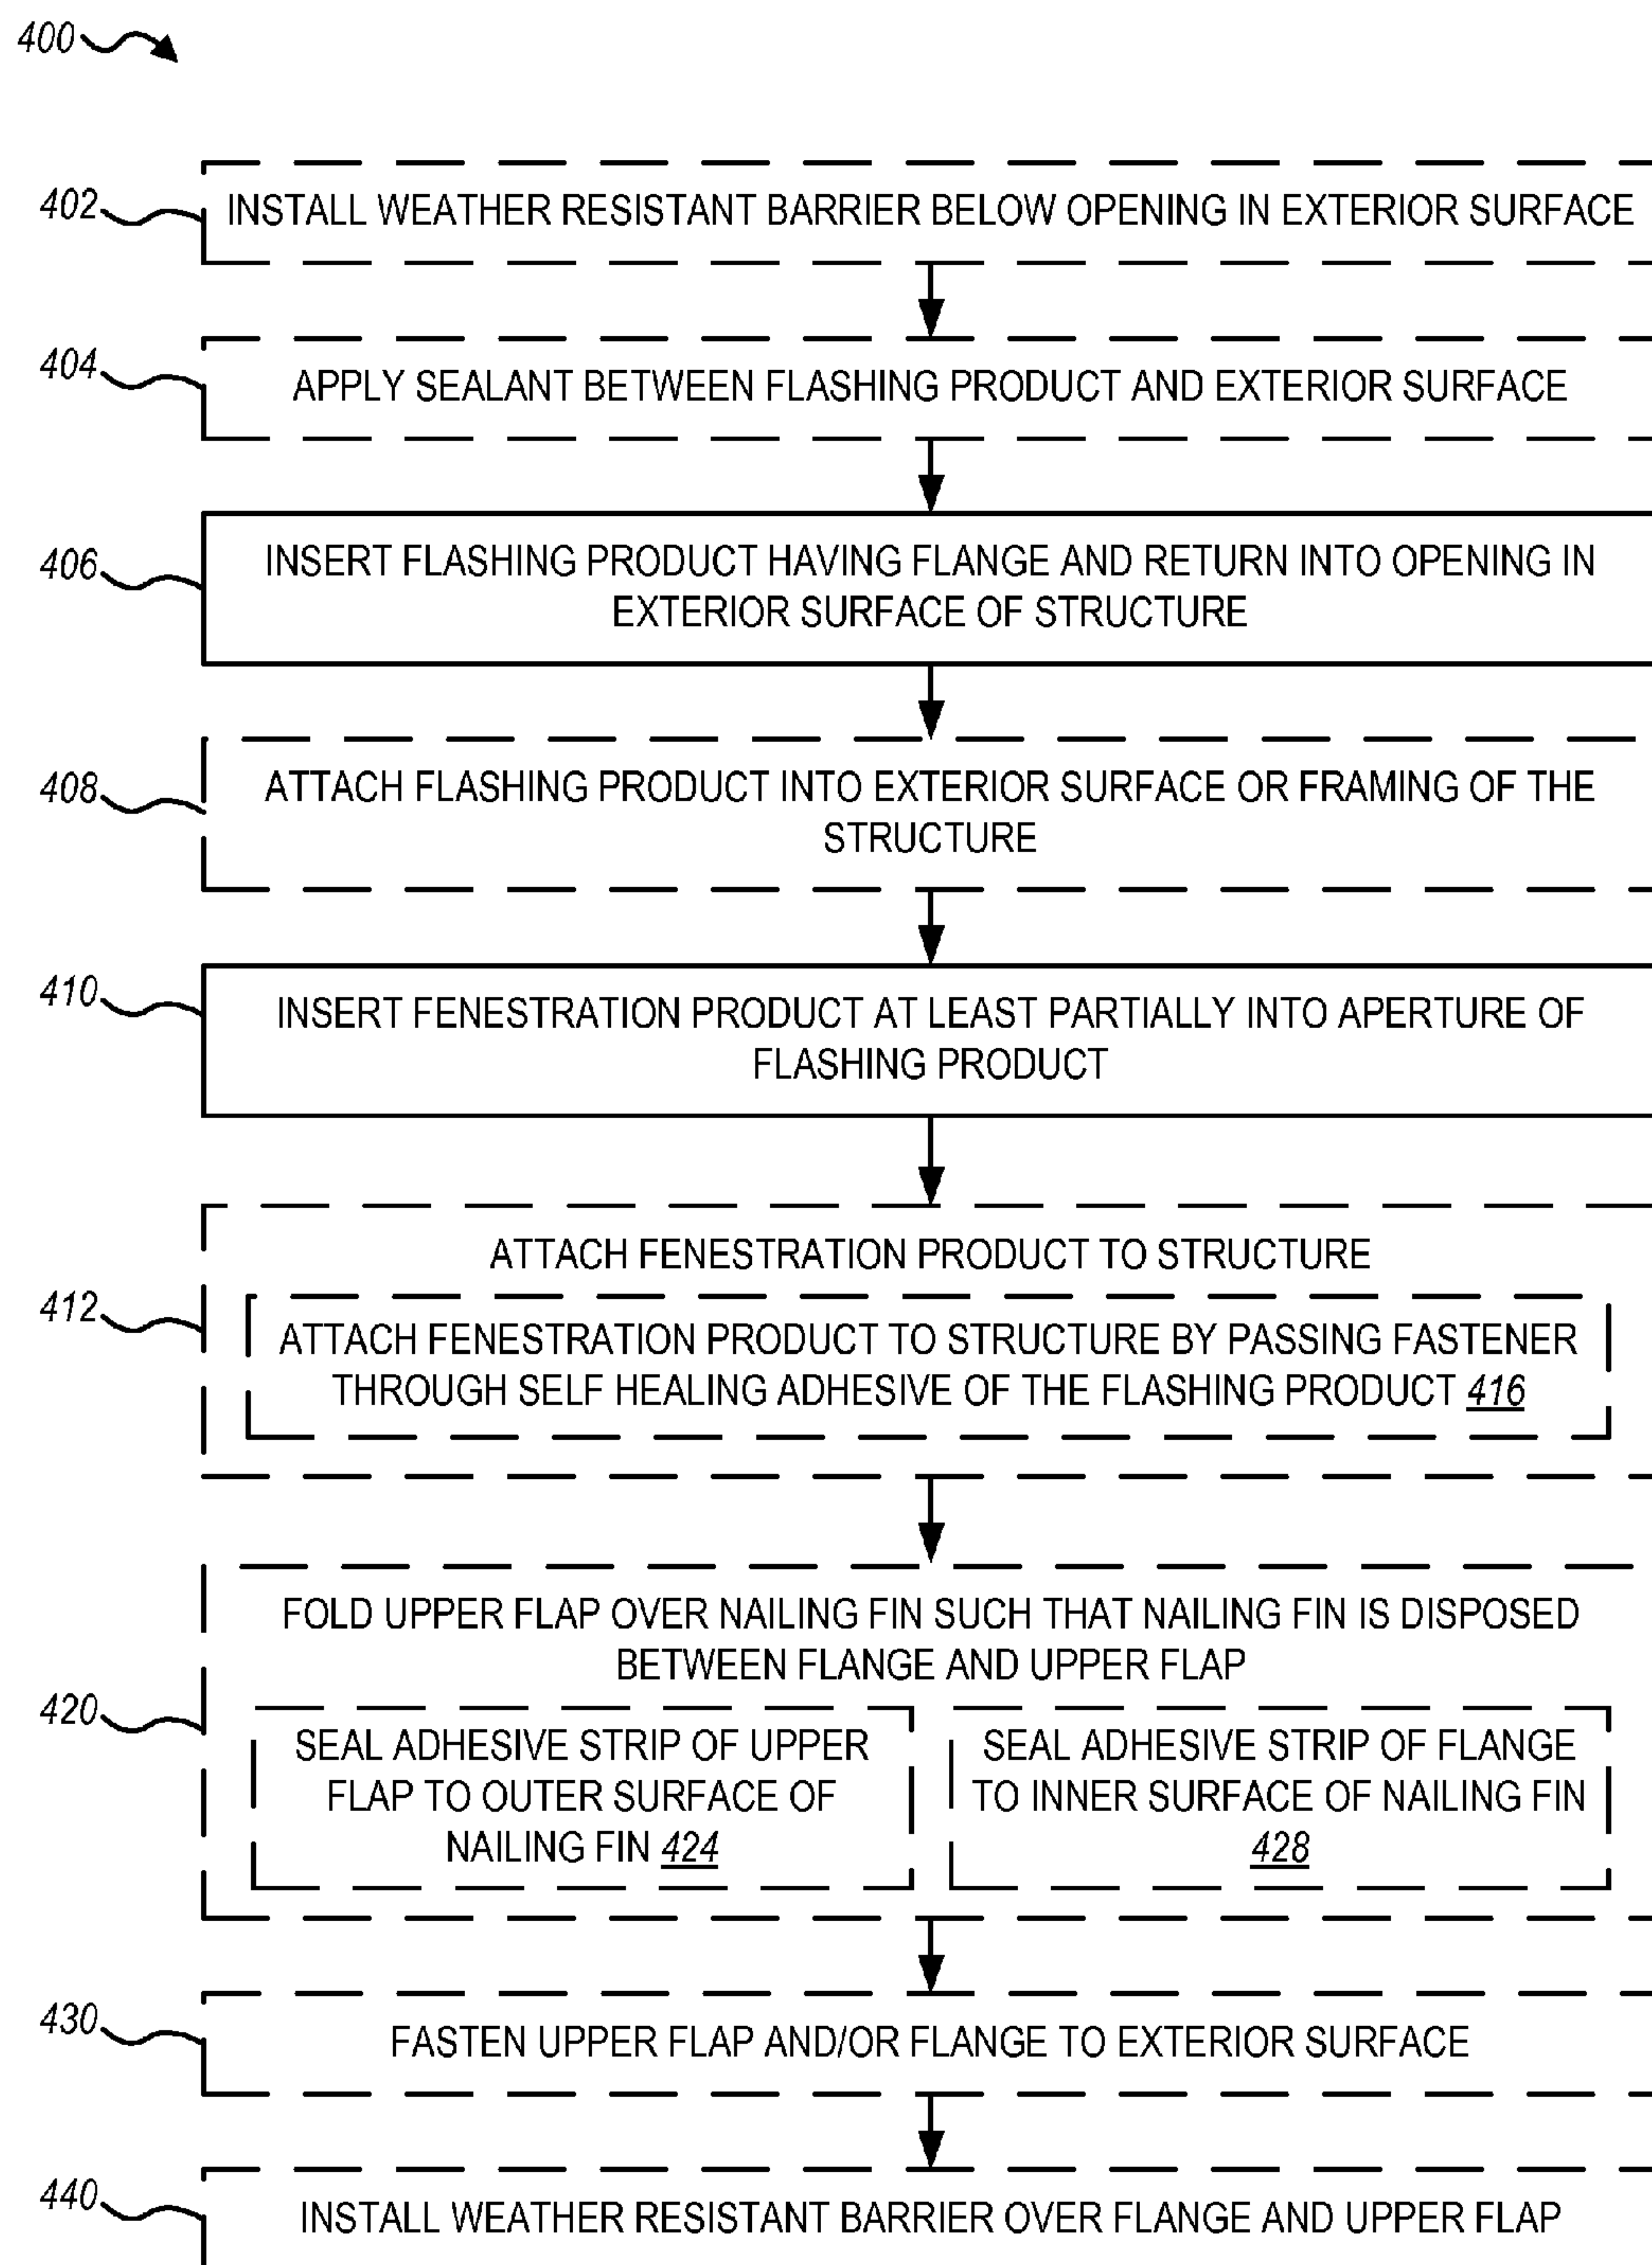 400
402
INSTALL WEATHER RESISTANT BARRIER BELOW OPENING IN EXTERIOR SURFACE
404
APPLY SEALANT BETWEEN FLASHING PRODUCT AND EXTERIOR SURFACE
406
INSERT FLASHING PRODUCT HAVING FLANGE AND RETURN INTO OPENING IN
EXTERIOR SURFACE OF STRUCTURE
408
ATTACH FLASHING PRODUCT INTO EXTERIOR SURFACE OR FRAMING OF THE
STRUCTURE
410
INSERT FENESTRATION PRODUCT AT LEAST PARTIALLY INTO APERTURE OF
FLASHING PRODUCT
412
ATTACH FENESTRATION PRODUCT TO STRUCTURE
ATTACH FENESTRATION PRODUCT TO STRUCTURE BY PASSING FASTENER
THROUGH SELF HEALING ADHESIVE OF THE FLASHING PRODUCT 416
420
FOLD UPPER FLAP OVER NAILING FIN SUCH THAT NAILING FIN IS DISPOSED
BETWEEN FLANGE AND UPPER FLAP
SEAL ADHESIVE STRIP OF UPPER
FLAP TO OUTER SURFACE OF
NAILING FIN 424
SEAL ADHESIVE STRIP OF FLANGE
TO INNER SURFACE OF NAILING FIN
428
430
FASTEN UPPER FLAP AND/OR FLANGE TO EXTERIOR SURFACE
440
INSTALL WEATHER RESISTANT BARRIER OVER FLANGE AND UPPER FLAP